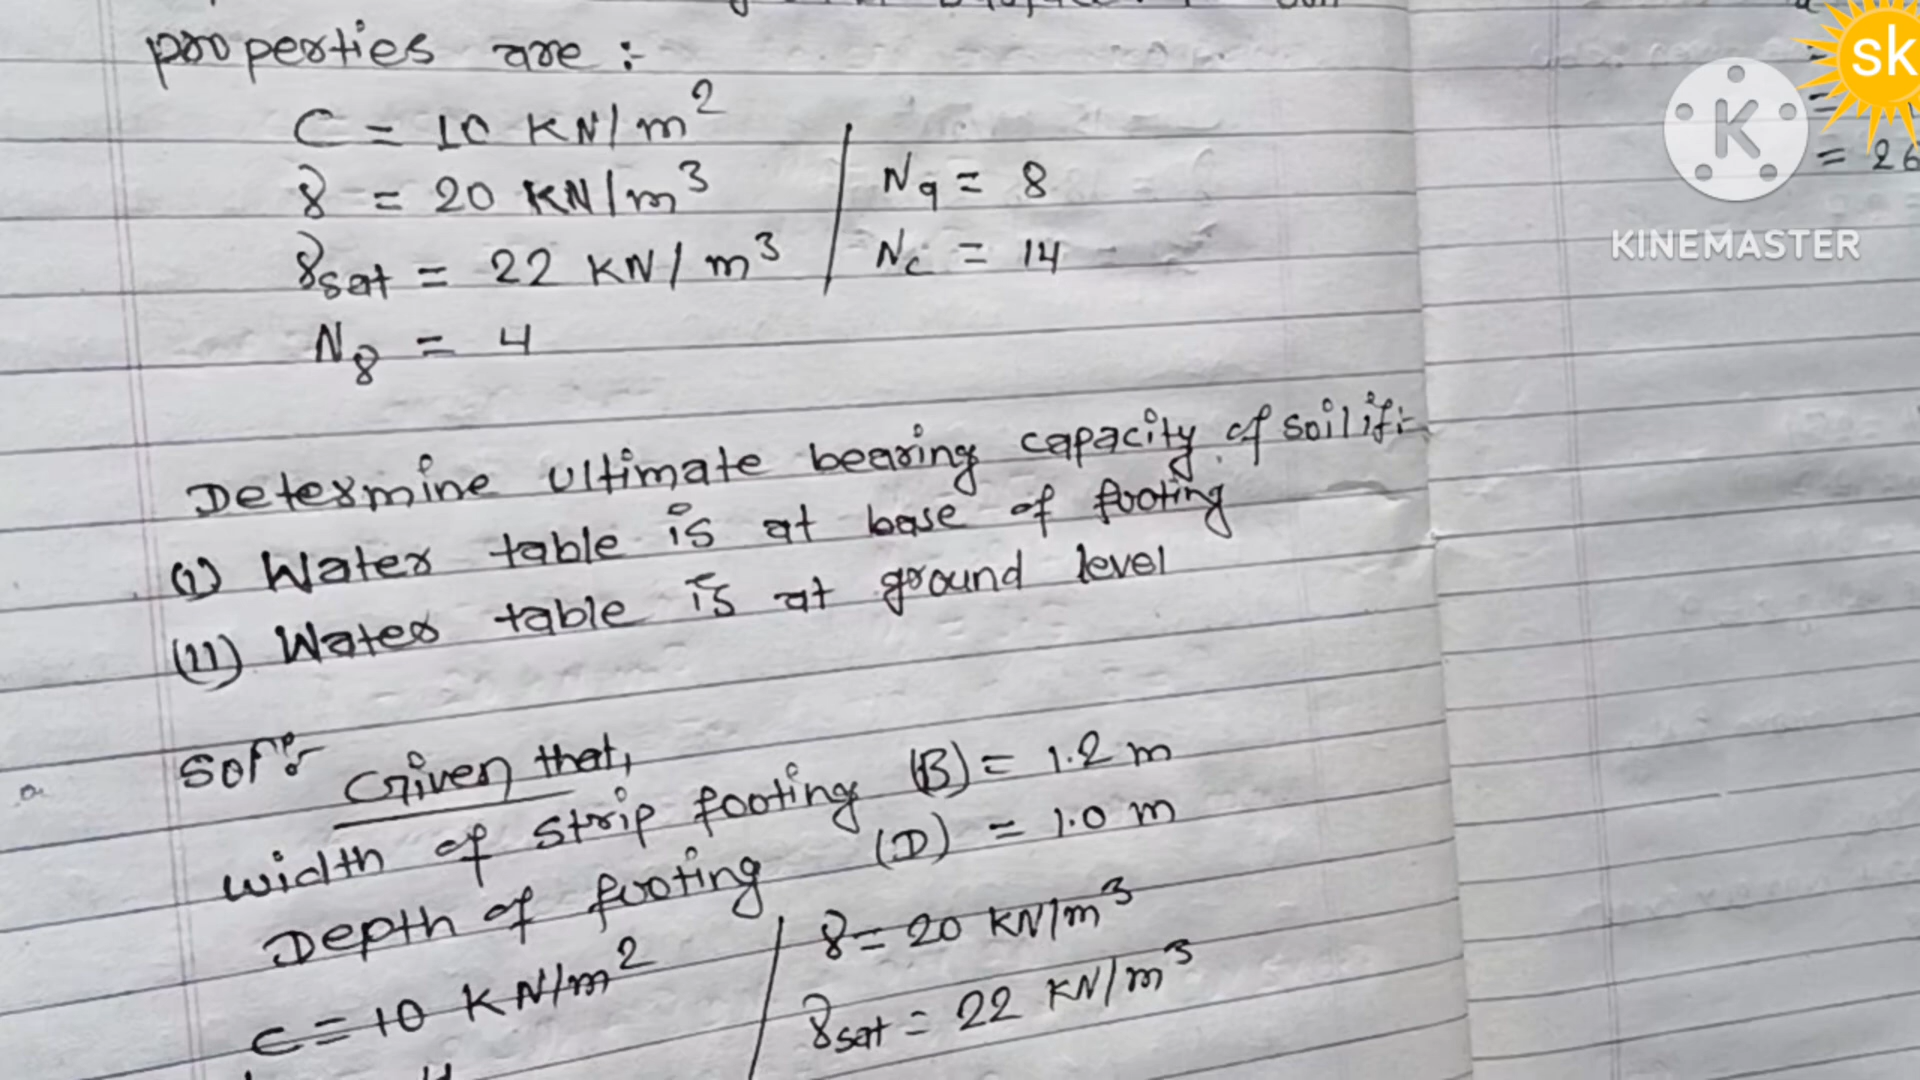 properties are :-
C = 10 KN/m²
γ = 20 KN/m³
Nq = 8
γsat = 22 KN/m³
Nc = 14
Nγ = 4
Determine ultimate bearing capacity of soil if:-
(i) Water table is at base of footing
(ii) Water table is at ground level
Solⁿ:-
Given that,
width of strip footing (B) = 1.2 m
Depth of footing (D) = 1.0 m
c = 10 KN/m²
γ = 20 KN/m³
γsat = 22 KN/m³
= 26
sk
K
KINEMASTER